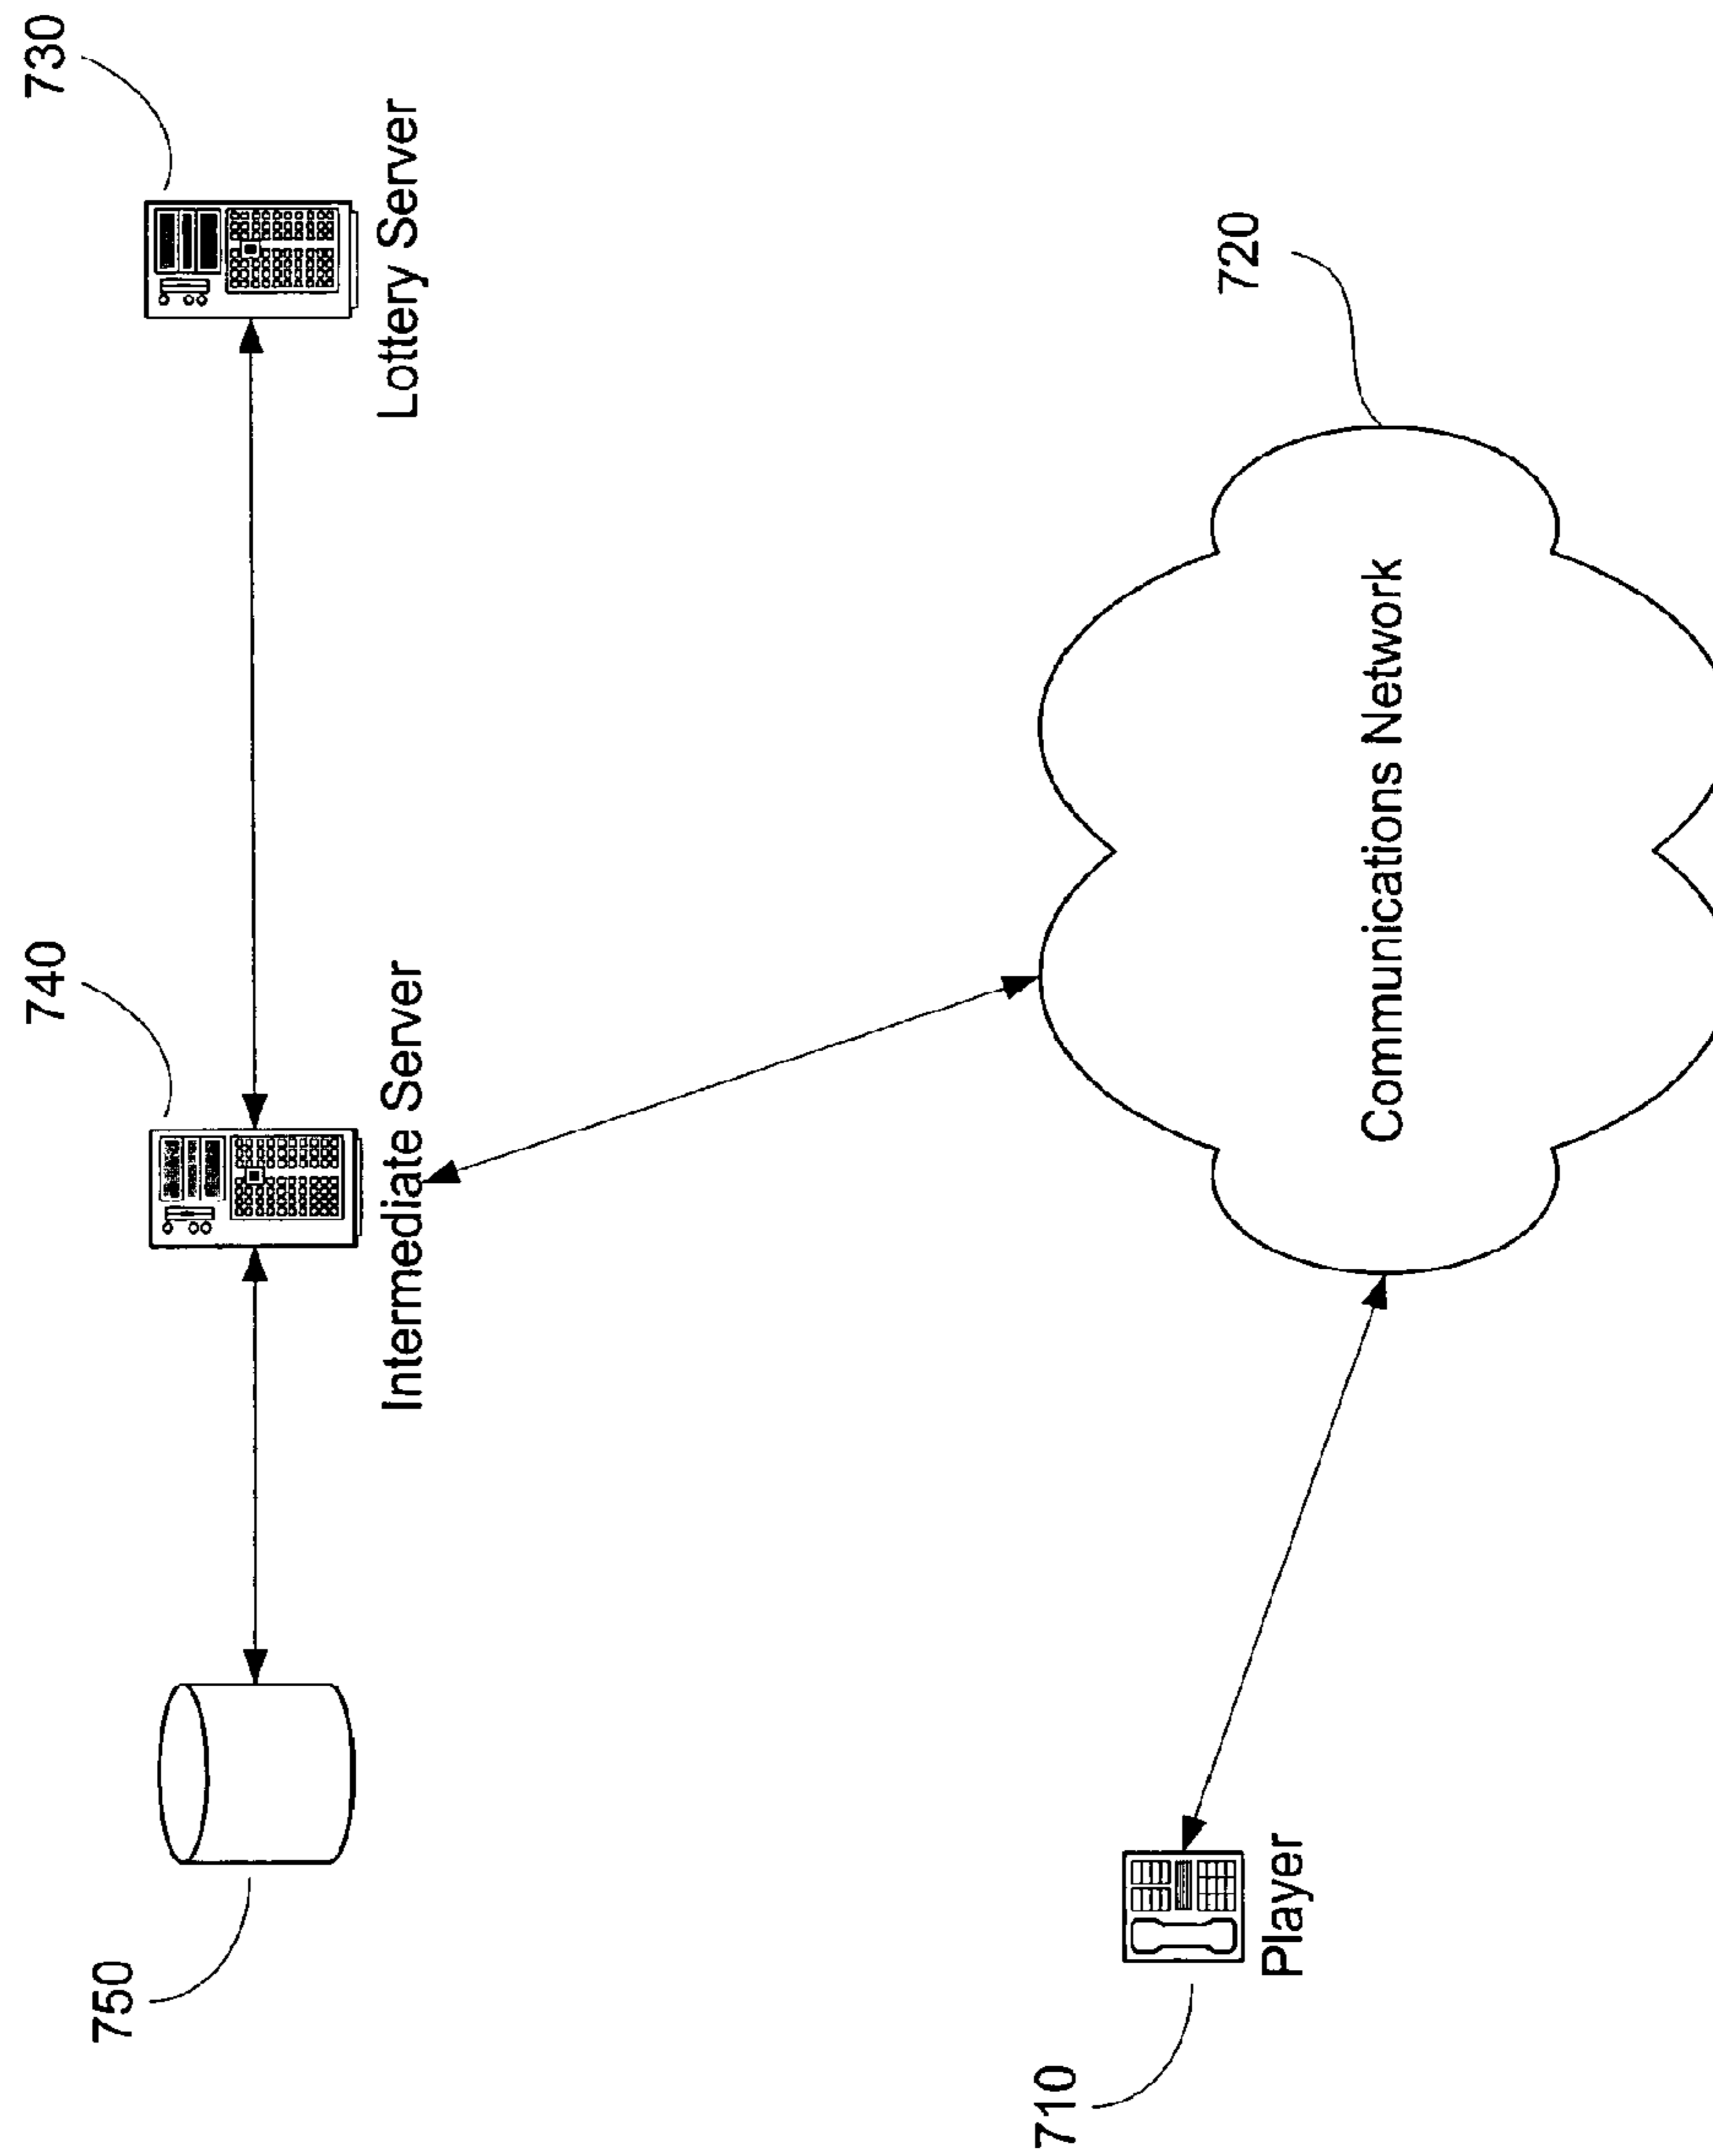 750
740
730
Intermediate Server
Lottery Server
710
720
Player
Communications Network